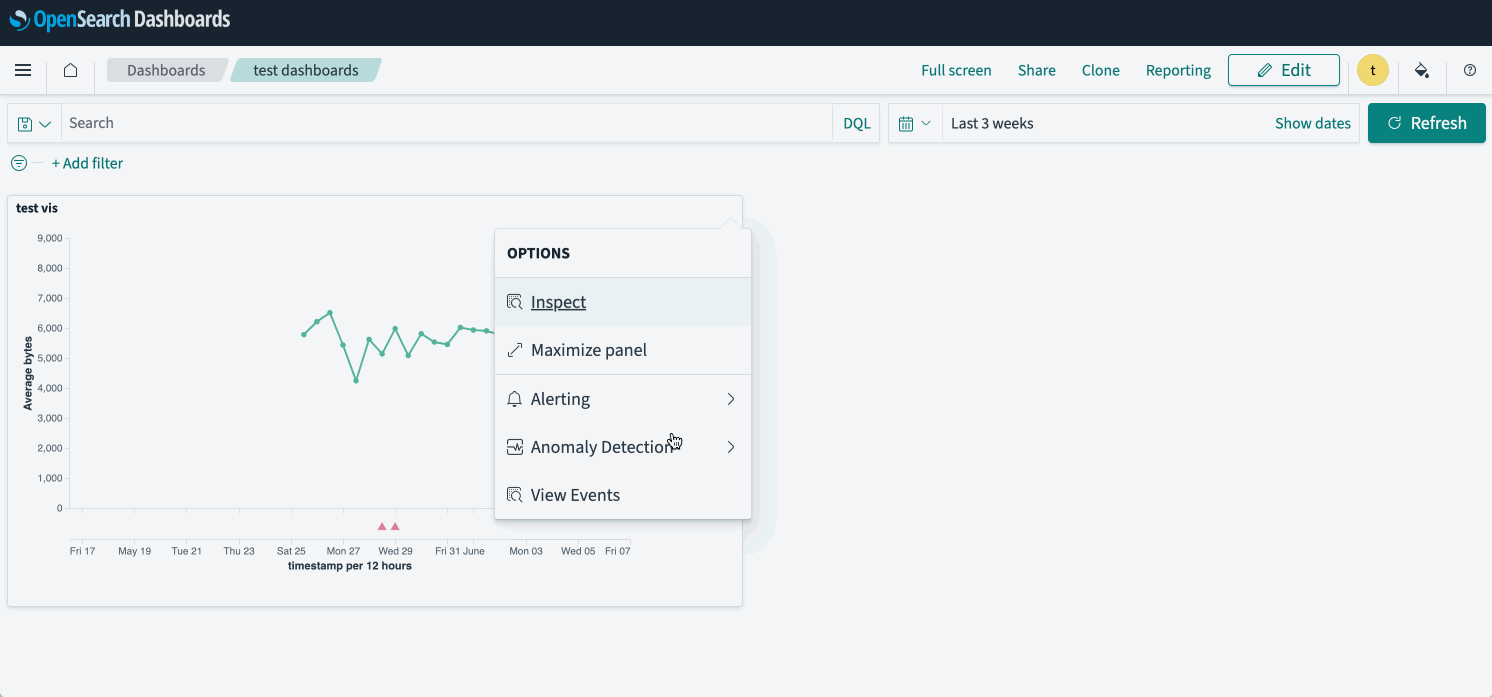 OpenSearch Dashboards
Dashboards
test dashboards
Full screen
Share
Clone
Reporting
Edit
t
Search
DQL
Last 3 weeks
Show dates
Refresh
+ Add filter
test vis
OPTIONS
Inspect
Maximize panel
Alerting
Anomaly Detection
View Events
Average bytes
9,000
8,000
7,000
6,000
5,000
4,000
3,000
2,000
1,000
0
Fri 17 May 19 Tue 21 Thu 23 Sat 25 Mon 27 Wed 29 Fri 31 June Mon 03 Wed 05 Fri 07
timestamp per 12 hours